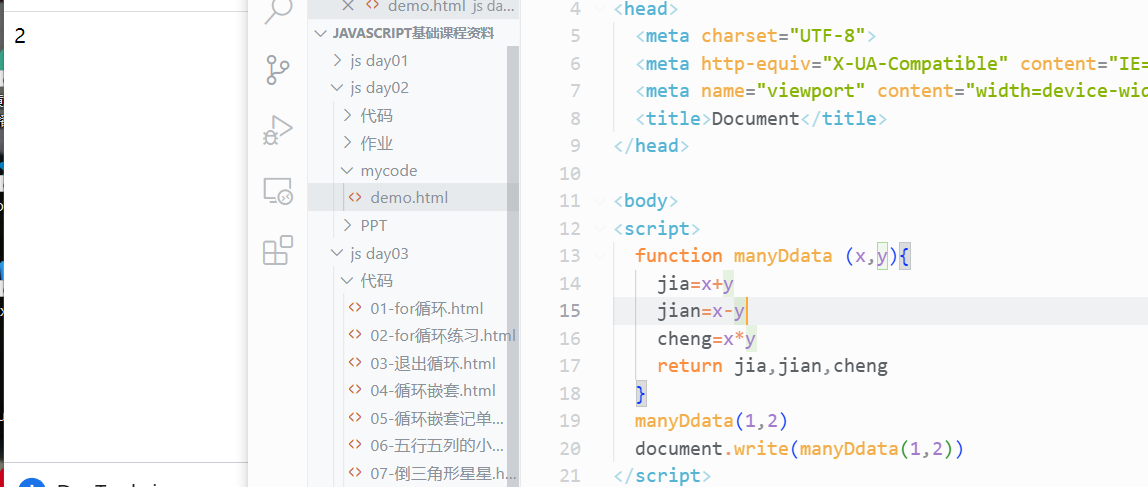 2
demo.html js da...
JAVASCRIPT基础课程资料
js day01
js day02
代码
作业
mycode
demo.html
PPT
js day03
代码
01-for循环.html
02-for循环练习.html
03-退出循环.html
04-循环嵌套.html
05-循环嵌套记单...
06-五行五列的小...
07-倒三角形星星.h...
4 <head>
5 <meta charset="UTF-8">
6 <meta http-equiv="X-UA-Compatible" content="IE=
7 <meta name="viewport" content="width=device-wid
8 <title>Document</title>
9 </head>
10
11 <body>
12 <script>
13 function manyDdata (x,y){
14 jia=x+y
15 jian=x-y
16 cheng=x*y
17 return jia,jian,cheng
18 }
19 manyDdata(1,2)
20 document.write(manyDdata(1,2))
21 </script>